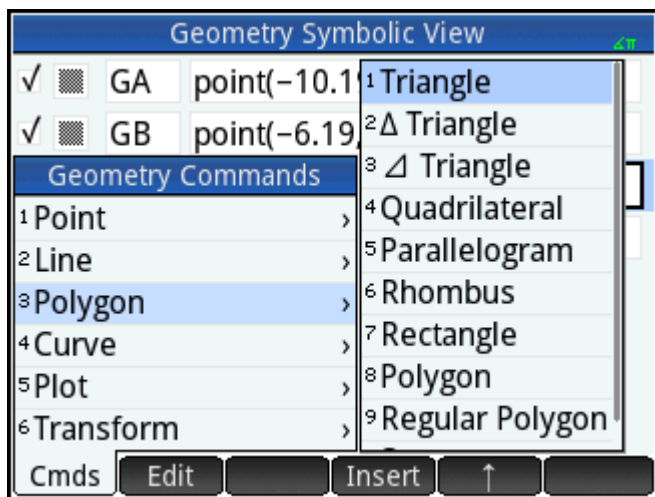 Geometry Symbolic View
∡π
√ GA point(−10.1
√ GB point(−6.19,
Geometry Commands
1 Point ›
2 Line ›
3 Polygon ›
4 Curve ›
5 Plot ›
6 Transform ›
1 Triangle
2 Δ Triangle
3 ⊿ Triangle
4 Quadrilateral
5 Parallelogram
6 Rhombus
7 Rectangle
8 Polygon
9 Regular Polygon
Cmds Edit Insert ↑